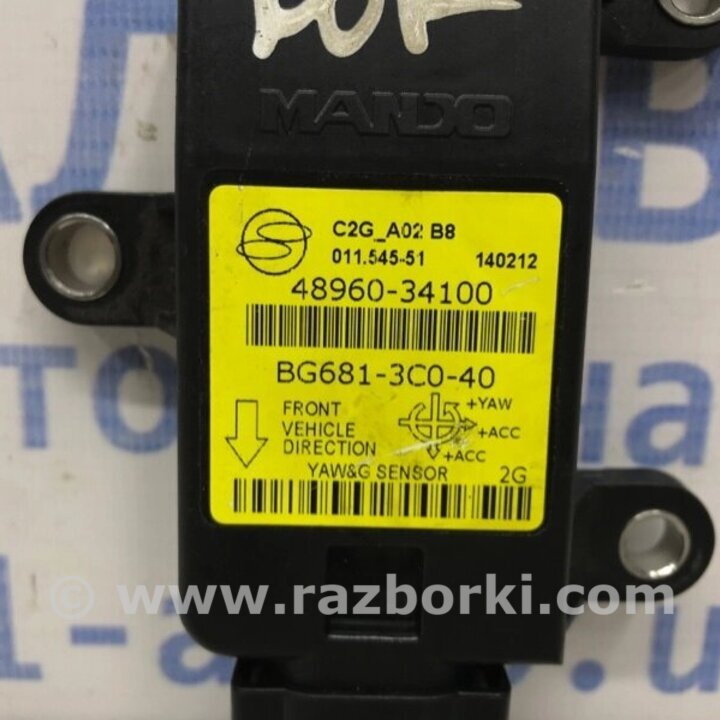 MANDO
C2G_A02 B8
011.545-51 140212
48960-34100
BG681-3C0-40
FRONT
VEHICLE
DIRECTION
+YAW
+ACC
+ACC
YAW&G SENSOR 2G
© www.razborki.com